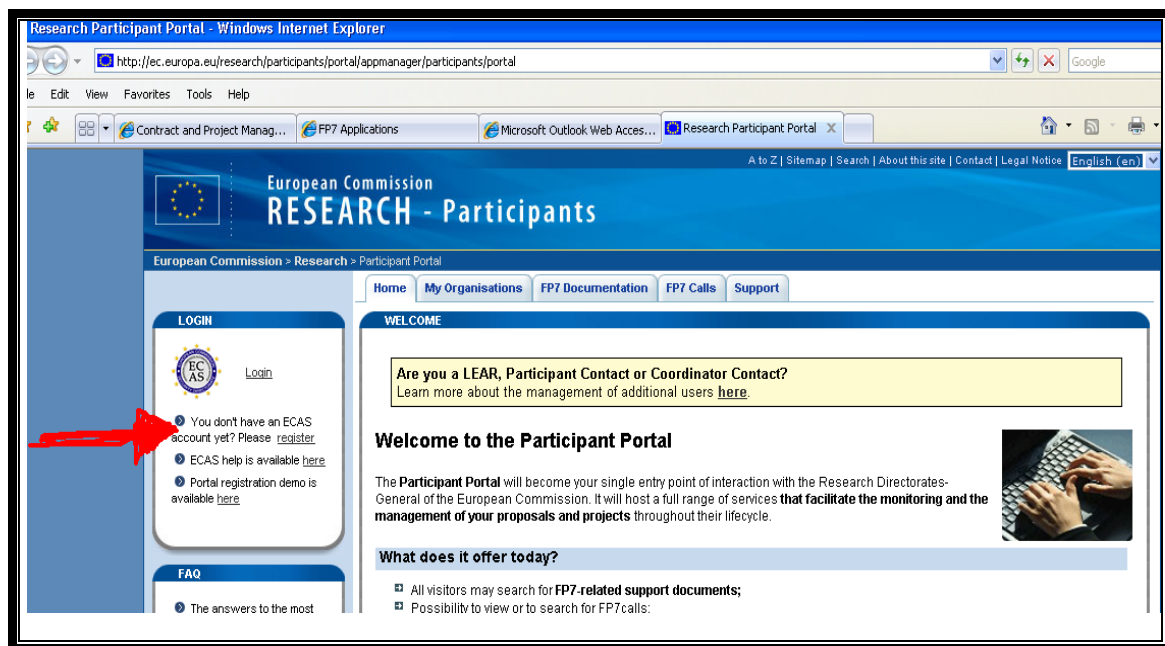 Research Participant Portal - Windows Internet Explorer
http://ec.europa.eu/research/participants/portal/appmanager/participants/portal
Google
Edit View Favorites Tools Help
Contract and Project Manag... FP7 Applications Microsoft Outlook Web Acces... Research Participant Portal X
A to Z | Sitemap | Search | About this site | Contact | Legal Notice English (en)
European Commission
RESEARCH - Participants
European Commission > Research > Participant Portal
Home My Organisations FP7 Documentation FP7 Calls Support
LOGIN
EC
AS
Login
You don't have an ECAS
account yet? Please register
ECAS help is available here
Portal registration demo is
available here
FAQ
The answers to the most
WELCOME
Are you a LEAR, Participant Contact or Coordinator Contact?
Learn more about the management of additional users here.
Welcome to the Participant Portal
The Participant Portal will become your single entry point of interaction with the Research Directorates-
General of the European Commission. It will host a full range of services that facilitate the monitoring and the
management of your proposals and projects throughout their lifecycle.
What does it offer today?
All visitors may search for FP7-related support documents;
Possibility to view or to search for FP7calls: